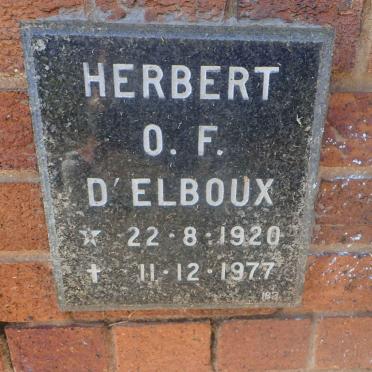 HERBERT
O. F.
D'ELBOUX
☆ 22·8·1920
✝ 11·12·1977